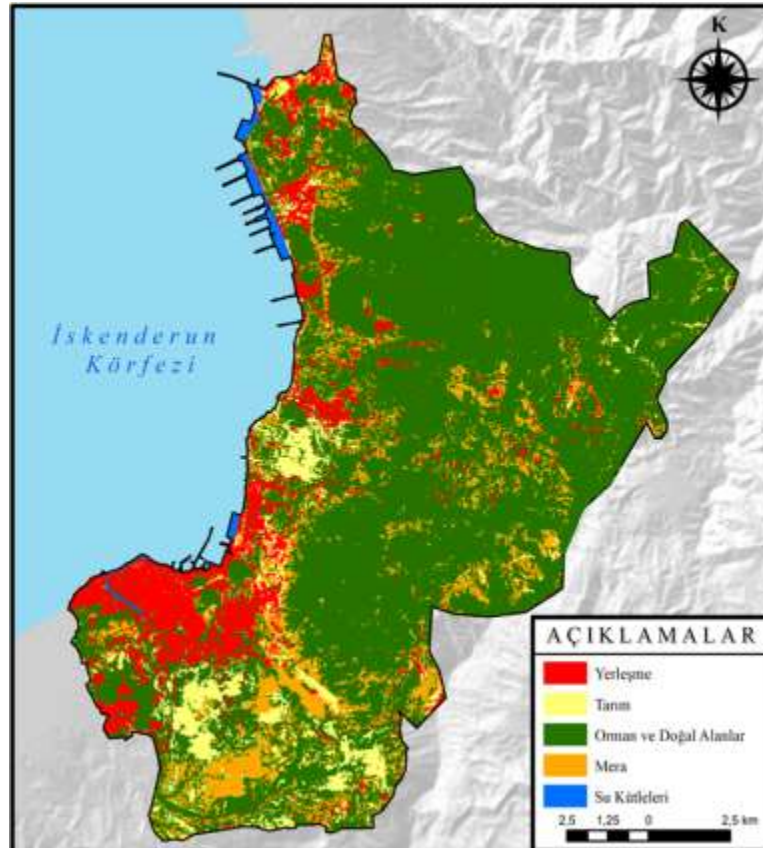 K
İskenderun
Körfezi
AÇIKLAMALAR
Yerleşme
Tarım
Orman ve Doğal Alanlar
Mera
Su Kütleleri
2,5 1,25 0 2,5 km